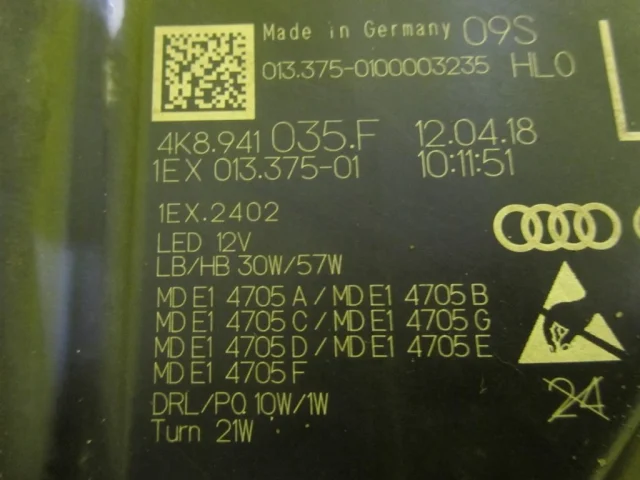 Made in Germany 09S
013.375-0100003235 HL0
4K8.941 035.F 12.04.18
1EX 013.375-01 10:11:51
1EX.2402
LED 12V
LB/HB 30W/57W
MD E1 4705 A / MD E1 4705 B
MD E1 4705 C / MD E1 4705 G
MD E1 4705 D / MD E1 4705 E
MD E1 4705 F
DRL/PO 10W/1W
Turn 21W
24